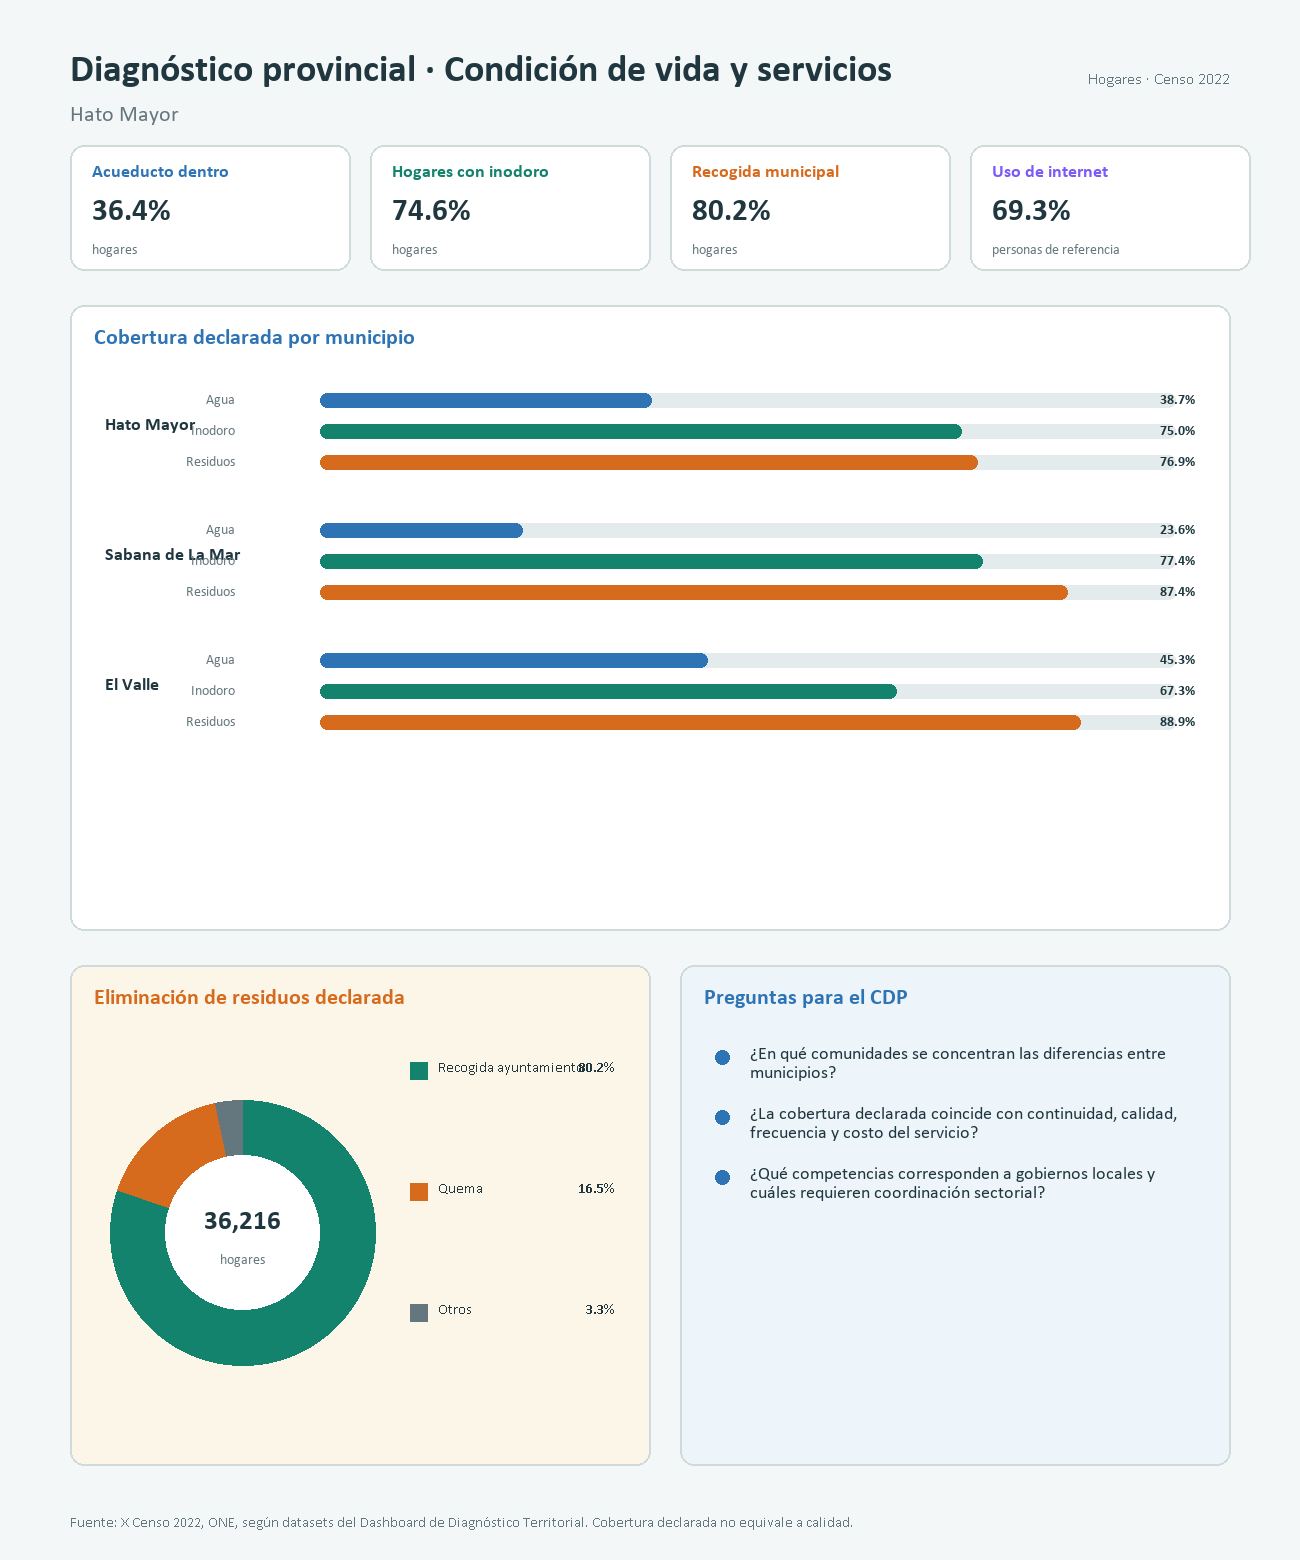 Diagnóstico provincial · Condición de vida y servicios
Hogares · Censo 2022
Hato Mayor
Acueducto dentro
36.4%
hogares
Hogares con inodoro
74.6%
hogares
Recogida municipal
80.2%
hogares
Uso de internet
69.3%
personas de referencia
Cobertura declarada por municipio
Hato Mayor
Agua 38.7%
Inodoro 75.0%
Residuos 76.9%
Sabana de La Mar
Agua 23.6%
Inodoro 77.4%
Residuos 87.4%
El Valle
Agua 45.3%
Inodoro 67.3%
Residuos 88.9%
Eliminación de residuos declarada
36,216
hogares
Recogida ayuntamiento 80.2%
Quema 16.5%
Otros 3.3%
Preguntas para el CDP
¿En qué comunidades se concentran las diferencias entre
municipios?
¿La cobertura declarada coincide con continuidad, calidad,
frecuencia y costo del servicio?
¿Qué competencias corresponden a gobiernos locales y
cuáles requieren coordinación sectorial?
Fuente: X Censo 2022, ONE, según datasets del Dashboard de Diagnóstico Territorial. Cobertura declarada no equivale a calidad.